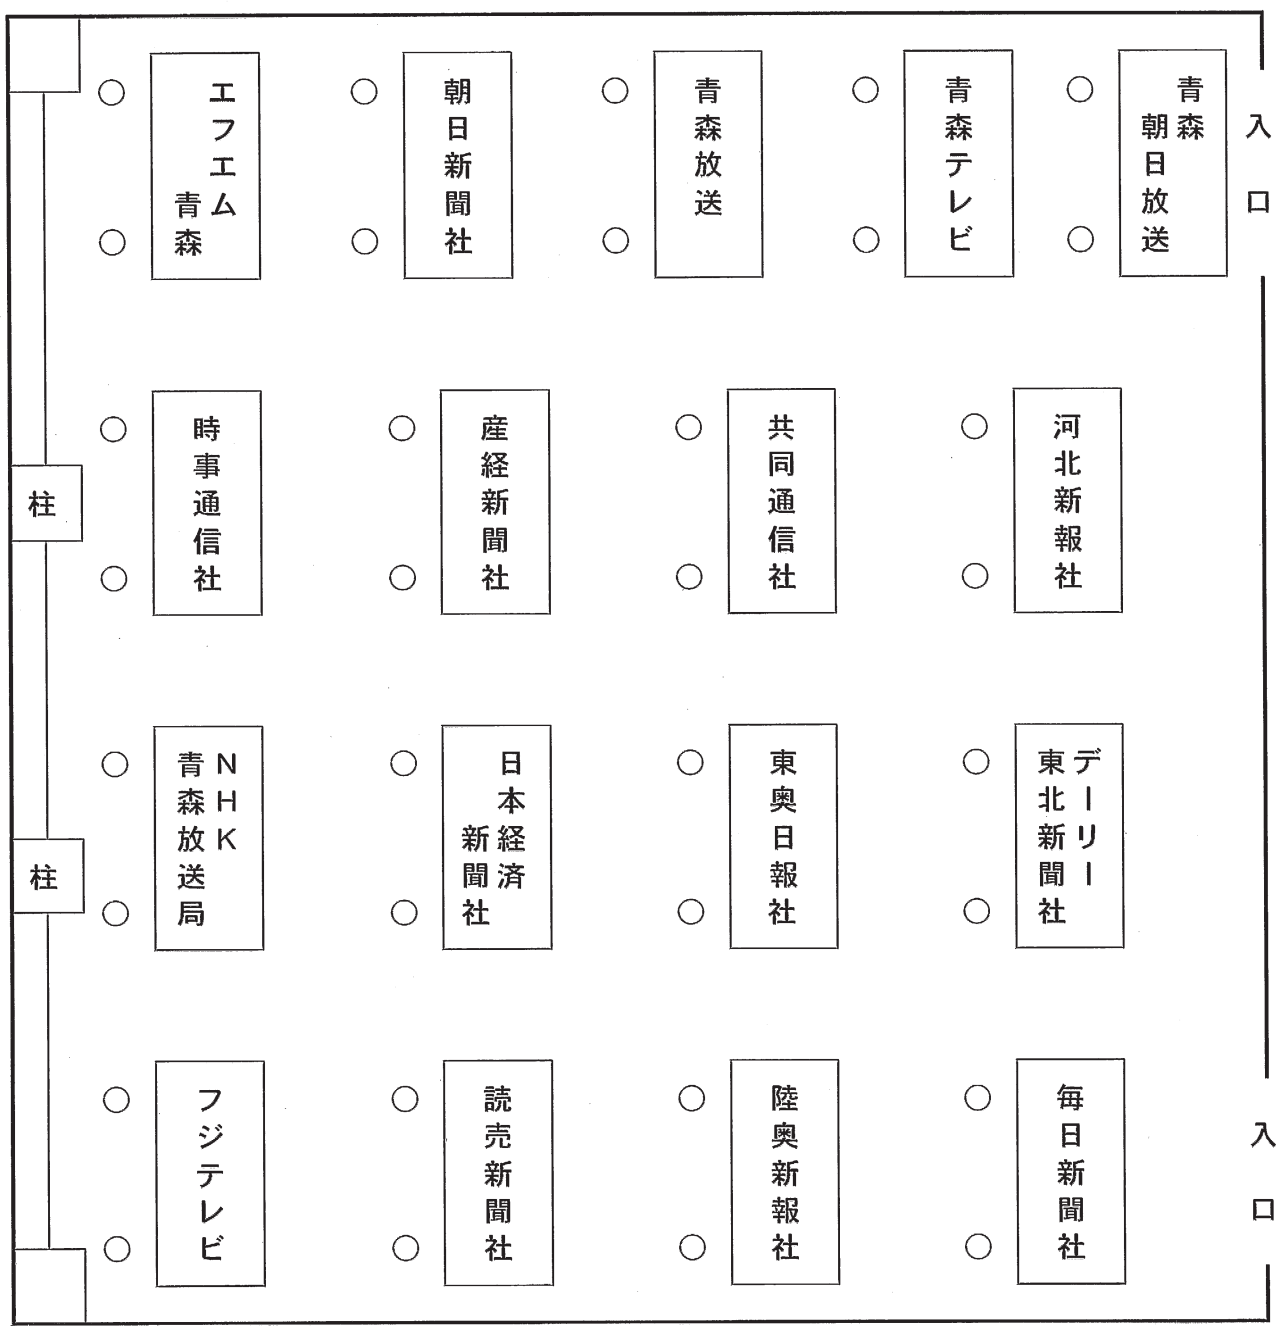 エフエム
青森
朝日新聞社
青森放送
青森テレビ
青森
朝日放送
入口
時事通信社
産経新聞社
共同通信社
河北新報社
柱
NHK
青森放送局
日本経済
新聞社
東奥日報社
デーリー
東北新聞社
柱
フジテレビ
読売新聞社
陸奥新報社
毎日新聞社
入口